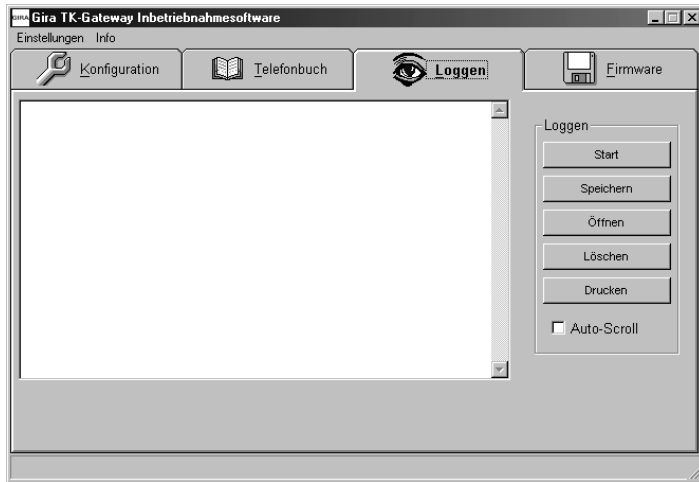 GIRA Gira TK-Gateway Inbetriebnahmesoftware
Einstellungen Info
Konfiguration Telefonbuch Loggen Firmware
Loggen
Start
Speichern
Öffnen
Löschen
Drucken
Auto-Scroll